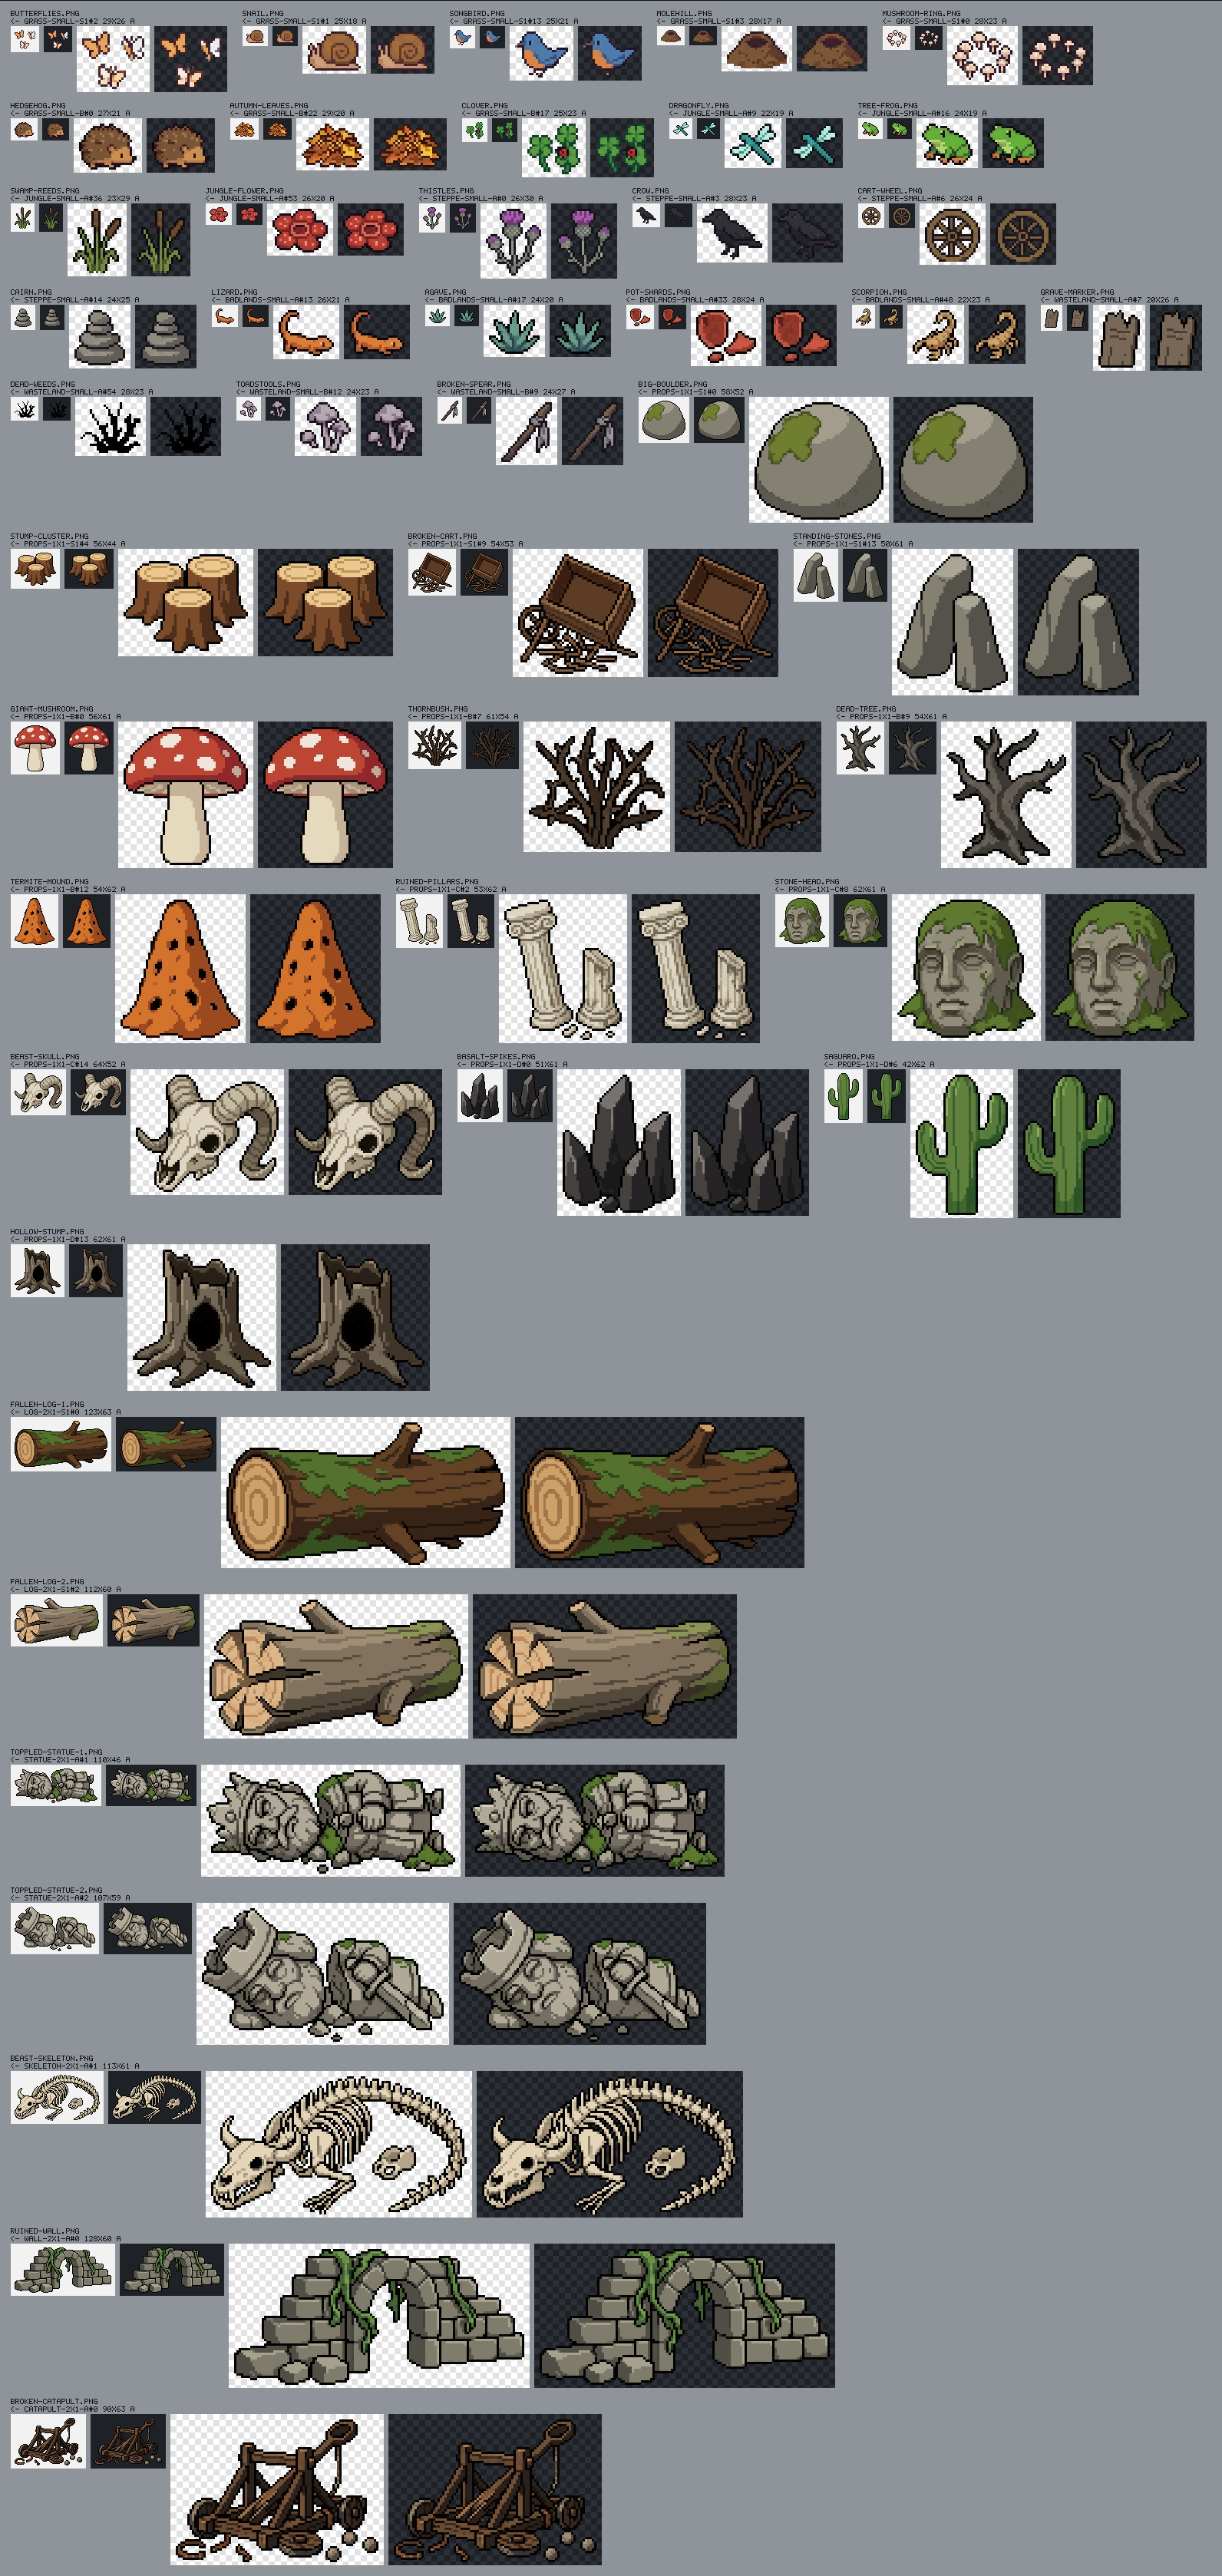 BUTTERFLIES.PNG
<- GRASS-SMALL-S1#2 29X26 A
SNAIL.PNG
<- GRASS-SMALL-S1#1 25X18 A
SONGBIRD.PNG
<- GRASS-SMALL-S1#13 25X21 A
MOLEHILL.PNG
<- GRASS-SMALL-S1#3 28X17 A
MUSHROOM-RING.PNG
<- GRASS-SMALL-S1#0 28X23 A
HEDGEHOG.PNG
<- GRASS-SMALL-B#0 27X21 A
AUTUMN-LEAVES.PNG
<- GRASS-SMALL-B#22 29X20 A
CLOVER.PNG
<- GRASS-SMALL-B#17 25X23 A
DRAGONFLY.PNG
<- JUNGLE-SMALL-A#9 22X19 A
TREE-FROG.PNG
<- JUNGLE-SMALL-A#16 24X19 A
SWAMP-REEDS.PNG
<- JUNGLE-SMALL-A#36 23X29 A
JUNGLE-FLOWER.PNG
<- JUNGLE-SMALL-A#53 26X20 A
THISTLES.PNG
<- STEPPE-SMALL-A#0 26X30 A
CROW.PNG
<- STEPPE-SMALL-A#3 28X23 A
CART-WHEEL.PNG
<- STEPPE-SMALL-A#6 26X24 A
CAIRN.PNG
<- STEPPE-SMALL-A#14 24X25 A
LIZARD.PNG
<- BADLANDS-SMALL-A#13 26X21 A
AGAVE.PNG
<- BADLANDS-SMALL-A#17 24X20 A
POT-SHARDS.PNG
<- BADLANDS-SMALL-A#33 28X24 A
SCORPION.PNG
<- BADLANDS-SMALL-A#48 22X23 A
GRAVE-MARKER.PNG
<- WASTELAND-SMALL-A#7 20X26 A
DEAD-WEEDS.PNG
<- WASTELAND-SMALL-A#54 28X23 A
TOADSTOOLS.PNG
<- WASTELAND-SMALL-B#12 24X23 A
BROKEN-SPEAR.PNG
<- WASTELAND-SMALL-B#9 24X27 A
BIG-BOULDER.PNG
<- PROPS-1X1-S1#0 58X52 A
STUMP-CLUSTER.PNG
<- PROPS-1X1-S1#4 56X44 A
BROKEN-CART.PNG
<- PROPS-1X1-S1#9 54X53 A
STANDING-STONES.PNG
<- PROPS-1X1-S1#13 50X61 A
GIANT-MUSHROOM.PNG
<- PROPS-1X1-B#0 56X61 A
THORNBUSH.PNG
<- PROPS-1X1-B#7 61X54 A
DEAD-TREE.PNG
<- PROPS-1X1-B#9 54X61 A
TERMITE-MOUND.PNG
<- PROPS-1X1-B#12 54X62 A
RUINED-PILLARS.PNG
<- PROPS-1X1-C#2 53X62 A
STONE-HEAD.PNG
<- PROPS-1X1-C#8 62X61 A
BEAST-SKULL.PNG
<- PROPS-1X1-C#14 64X52 A
BASALT-SPIKES.PNG
<- PROPS-1X1-D#0 51X61 A
SAGUARO.PNG
<- PROPS-1X1-D#6 42X62 A
HOLLOW-STUMP.PNG
<- PROPS-1X1-D#13 62X61 A
FALLEN-LOG-1.PNG
<- LOG-2X1-S1#0 123X63 A
FALLEN-LOG-2.PNG
<- LOG-2X1-S1#2 112X60 A
TOPPLED-STATUE-1.PNG
<- STATUE-2X1-A#1 110X46 A
TOPPLED-STATUE-2.PNG
<- STATUE-2X1-A#2 107X59 A
BEAST-SKELETON.PNG
<- SKELETON-2X1-A#1 113X61 A
RUINED-WALL.PNG
<- WALL-2X1-A#0 128X60 A
BROKEN-CATAPULT.PNG
<- CATAPULT-2X1-A#0 90X63 A